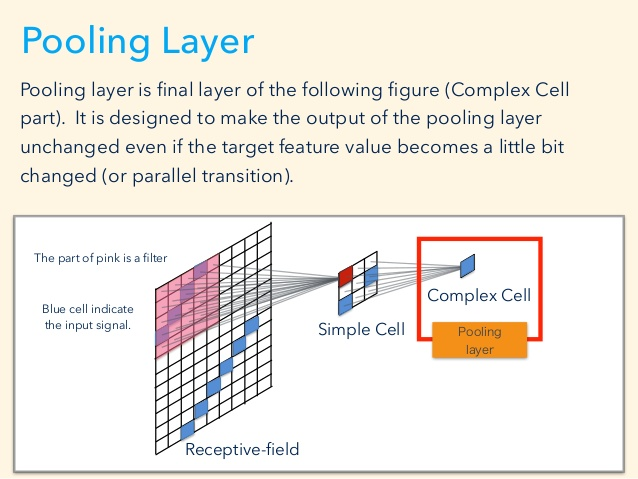 Pooling Layer
Pooling layer is final layer of the following figure (Complex Cell
part).  It is designed to make the output of the pooling layer
unchanged even if the target feature value becomes a little bit
changed (or parallel transition).
The part of pink is a filter
Blue cell indicate
the input signal.
Complex Cell
Simple Cell
Pooling
layer
Receptive-field